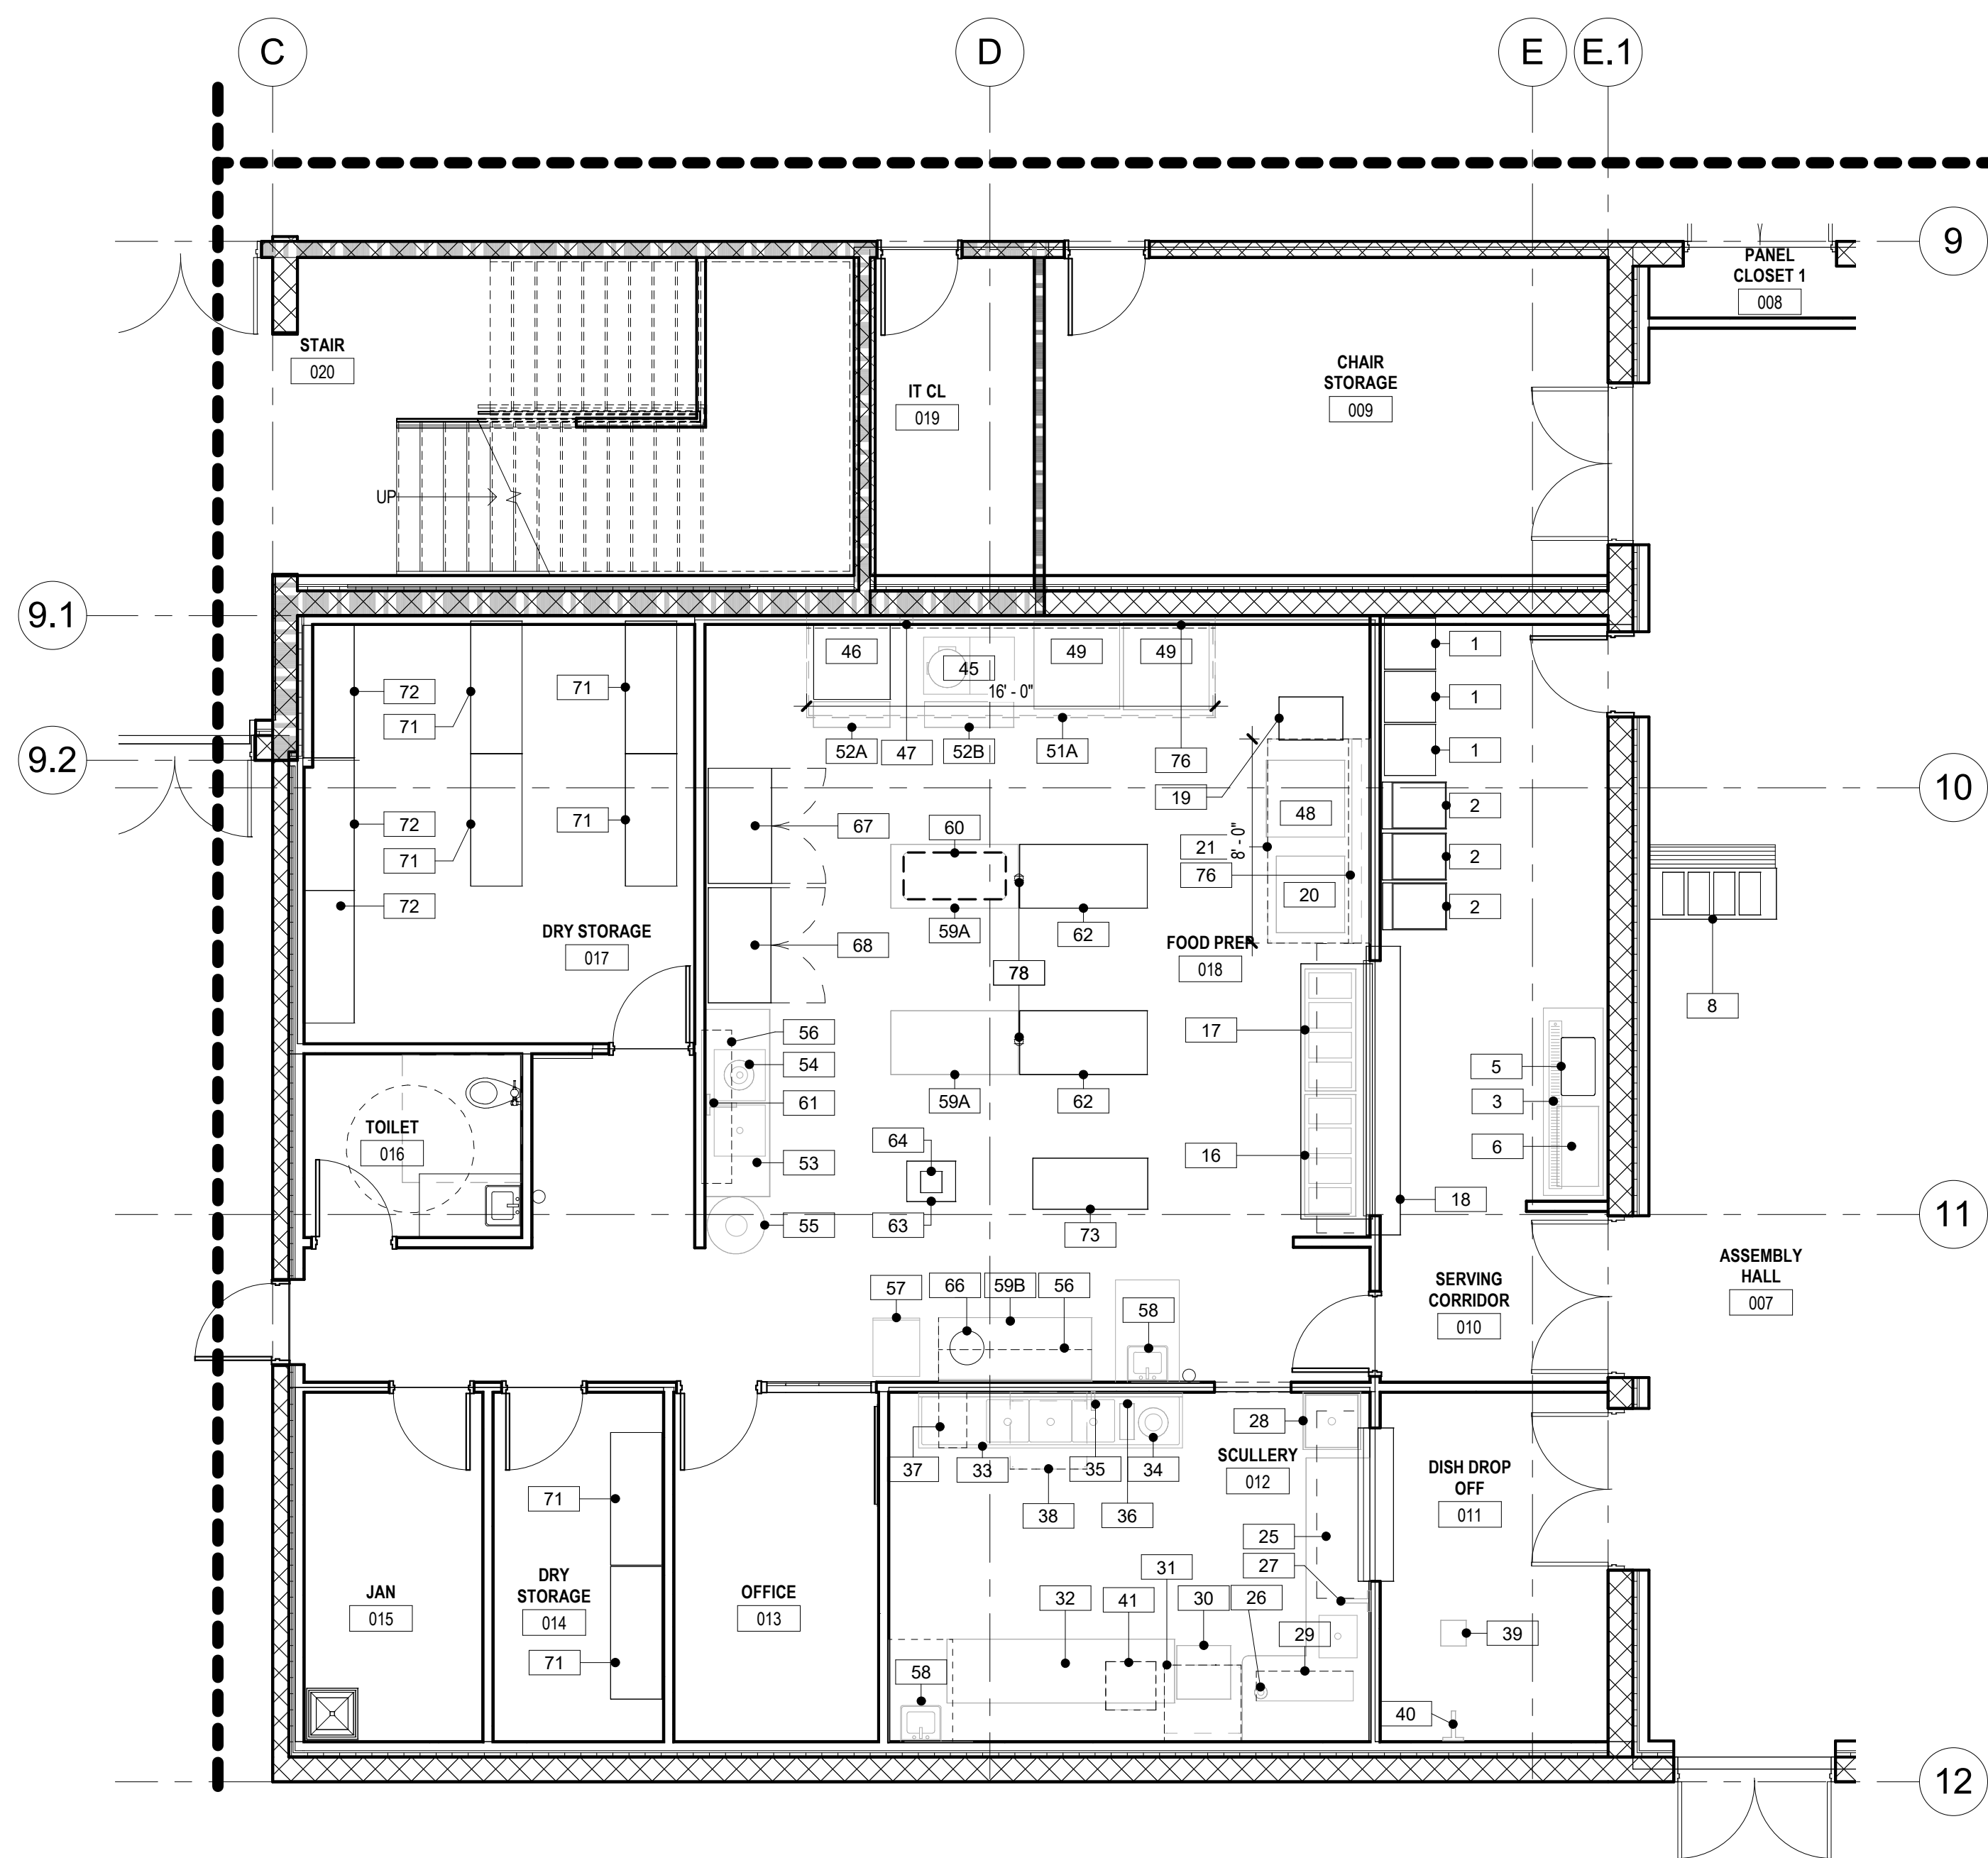 C
D
E
E.1
9
PANEL
CLOSET 1
008
STAIR
020
UP
IT CL
019
CHAIR
STORAGE
009
9.1
9.2
10
11
12
46
45
49
49
16' - 0"
52A
47
52B
51A
76
19
1
1
1
2
2
2
72
71
71
72
71
71
72
67
60
21
8' - 0"
48
76
20
59A
62
68
DRY STORAGE
017
FOOD PREP
018
78
8
56
54
61
53
55
17
16
59A
62
64
63
73
5
3
6
18
TOILET
016
57
66
59B
56
58
SERVING
CORRIDOR
010
ASSEMBLY
HALL
007
37
33
38
35
36
34
28
SCULLERY
012
25
27
DISH DROP
OFF
011
71
31
32
41
30
26
29
39
40
58
JAN
015
DRY
STORAGE
014
71
OFFICE
013